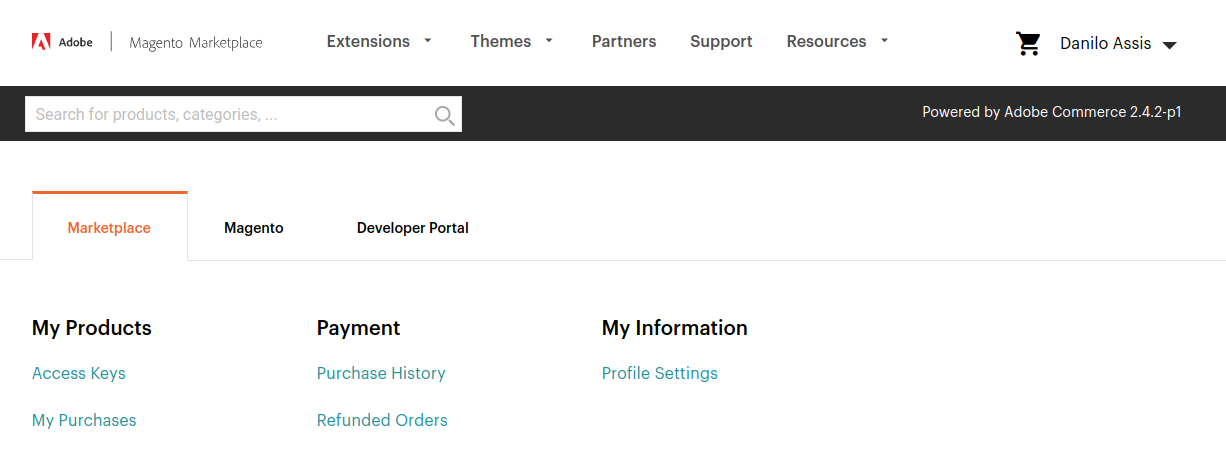 Adobe | Magento Marketplace Extensions Themes Partners Support Resources Danilo Assis
Search for products, categories, ... Powered by Adobe Commerce 2.4.2-p1
Marketplace Magento Developer Portal
My Products Payment My Information
Access Keys Purchase History Profile Settings
My Purchases Refunded Orders